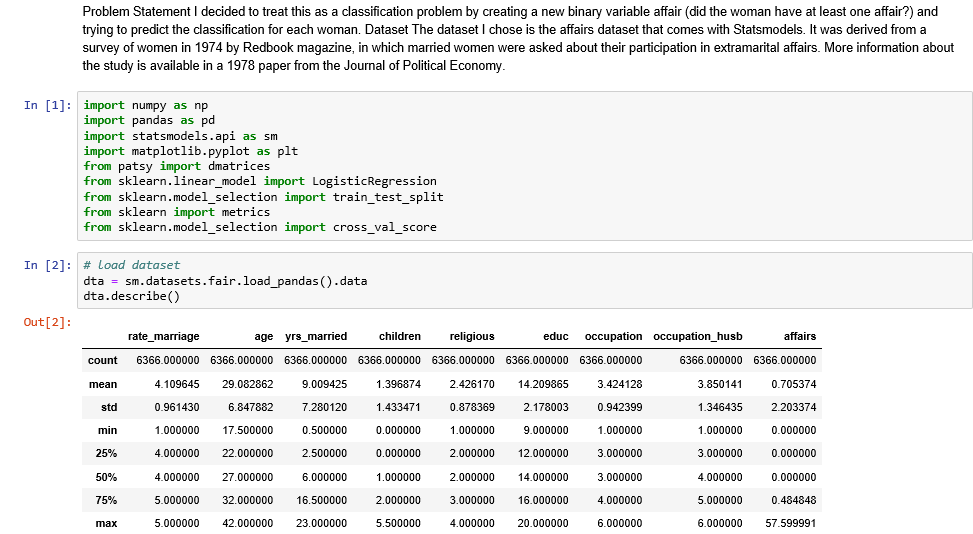 Problem Statement I decided to treat this as a classification problem by creating a new binary variable affair (did the woman have at least one affair?) and
trying to predict the classification for each woman. Dataset The dataset I chose is the affairs dataset that comes with Statsmodels. It was derived from a
survey of women in 1974 by Redbook magazine, in which married women were asked about their participation in extramarital affairs. More information about
the study is available in a 1978 paper from the Journal of Political Economy.
In [1]: import numpy as np
import pandas as pd
import statsmodels.api as sm
import matplotlib.pyplot as plt
from patsy import dmatrices
from sklearn.linear_model import LogisticRegression
from sklearn.model_selection import train_test_split
from sklearn import metrics
from sklearn.model_selection import cross_val_score
In [2]: # load dataset
dta = sm.datasets.fair.load_pandas().data
dta.describe()
Out[2]:
rate_marriage age yrs_married children religious educ occupation occupation_husb affairs
count 6366.000000 6366.000000 6366.000000 6366.000000 6366.000000 6366.000000 6366.000000 6366.000000 6366.000000
mean 4.109645 29.082862 9.009425 1.396874 2.426170 14.209865 3.424128 3.850141 0.705374
std 0.961430 6.847882 7.280120 1.433471 0.878369 2.178003 0.942399 1.346435 2.203374
min 1.000000 17.500000 0.500000 0.000000 1.000000 9.000000 1.000000 1.000000 0.000000
25% 4.000000 22.000000 2.500000 0.000000 2.000000 12.000000 3.000000 3.000000 0.000000
50% 4.000000 27.000000 6.000000 1.000000 2.000000 14.000000 3.000000 4.000000 0.000000
75% 5.000000 32.000000 16.500000 2.000000 3.000000 16.000000 4.000000 5.000000 0.484848
max 5.000000 42.000000 23.000000 5.500000 4.000000 20.000000 6.000000 6.000000 57.599991